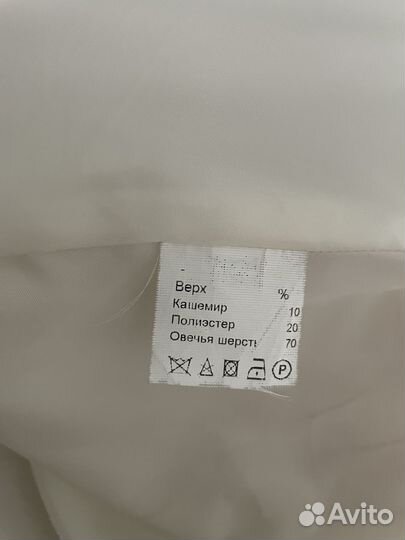 Верх %
Кашемир 10
Полиэстер 20
Овечья шерсть 70
P
Avito